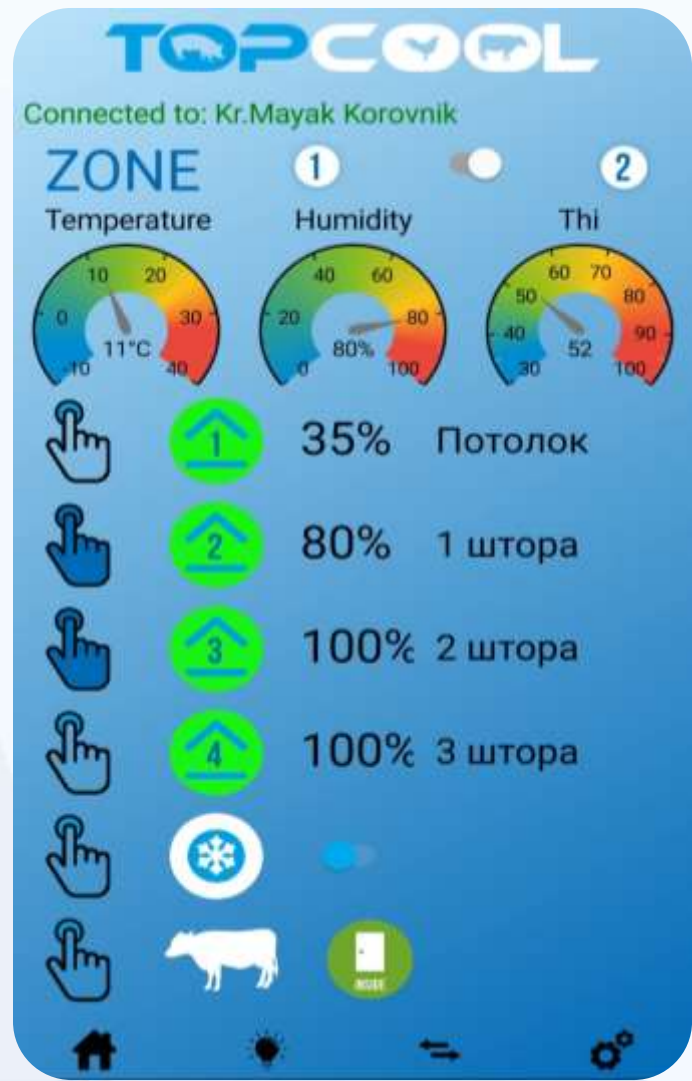 TOPCOOL
Connected to: Kr.Mayak Korovnik
ZONE 1 2
Temperature Humidity Thi
-10 0 10 20 30 40 11°C
0 20 40 60 80 100 80%
30 40 50 60 70 80 90 100 52
1 35% Потолок
2 80% 1 штора
3 100% 2 штора
4 100% 3 штора
INSIDE